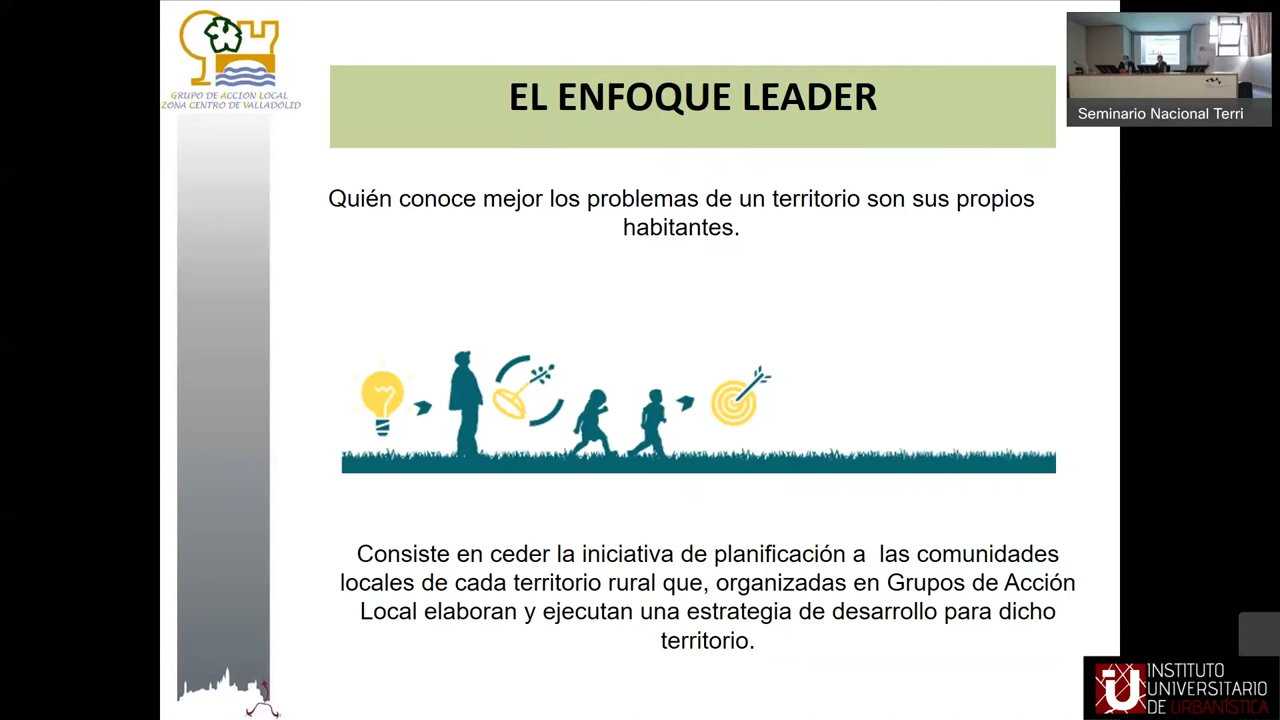 GRUPO DE ACCION LOCAL
ZONA CENTRO DE VALLADOLID
EL ENFOQUE LEADER
Seminario Nacional Terri
Quién conoce mejor los problemas de un territorio son sus propios
habitantes.
Consiste en ceder la iniciativa de planificación a las comunidades
locales de cada territorio rural que, organizadas en Grupos de Acción
Local elaboran y ejecutan una estrategia de desarrollo para dicho
territorio.
iU
INSTITUTO
UNIVERSITARIO
DE URBANÍSTICA